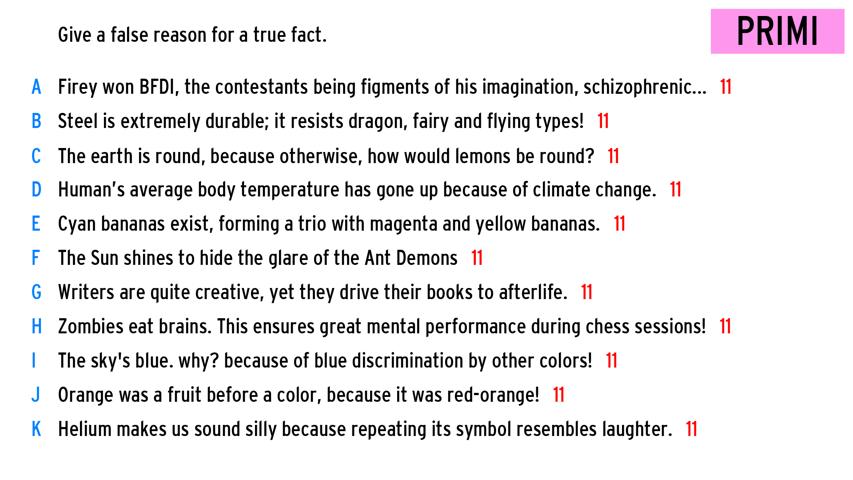 Give a false reason for a true fact.
PRIMI
A Firey won BFDI, the contestants being figments of his imagination, schizophrenic... 11
B Steel is extremely durable; it resists dragon, fairy and flying types! 11
C The earth is round, because otherwise, how would lemons be round? 11
D Human's average body temperature has gone up because of climate change. 11
E Cyan bananas exist, forming a trio with magenta and yellow bananas. 11
F The Sun shines to hide the glare of the Ant Demons 11
G Writers are quite creative, yet they drive their books to afterlife. 11
H Zombies eat brains. This ensures great mental performance during chess sessions! 11
I The sky's blue. why? because of blue discrimination by other colors! 11
J Orange was a fruit before a color, because it was red-orange! 11
K Helium makes us sound silly because repeating its symbol resembles laughter. 11